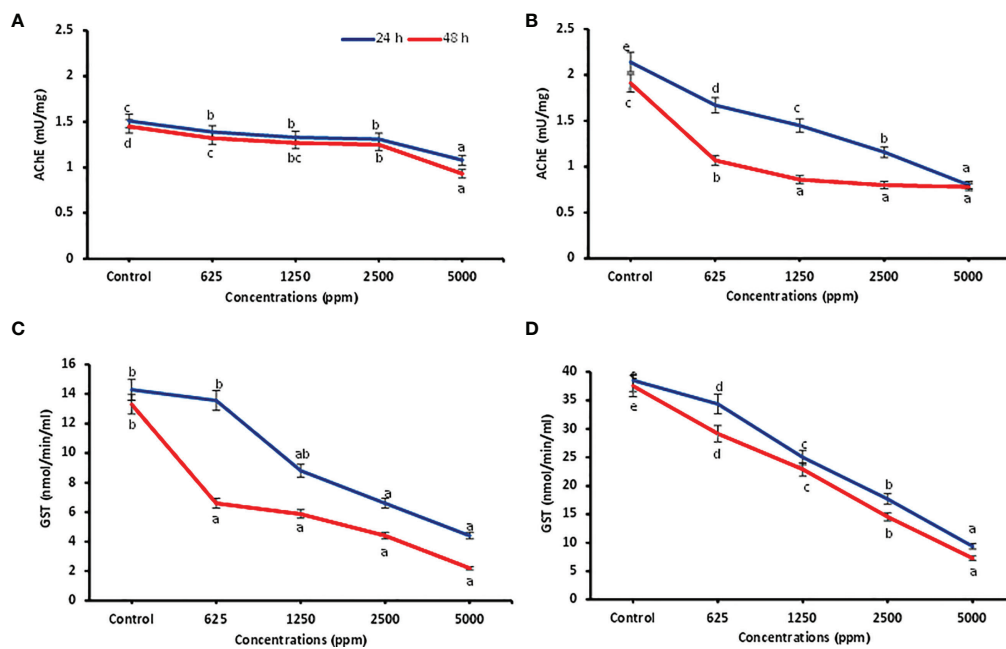 A
2.5
2
1.5
1
0.5
0
AChE (mU/mg)
24 h 48 h
c b b b a
d c bc b a
Control 625 1250 2500 5000
Concentrations (ppm)
B
2.5
2
1.5
1
0.5
0
AChE (mU/mg)
e d c b a
c b a a a
Control 625 1250 2500 5000
Concentrations (ppm)
C
16
14
12
10
8
6
4
2
0
GST (nmol/min/ml)
b b ab a a
b a a a a
Control 625 1250 2500 5000
Concentrations (ppm)
D
40
35
30
25
20
15
10
5
0
GST (nmol/min/ml)
e d c b a
e d c b a
Control 625 1250 2500 5000
Concentrations (ppm)